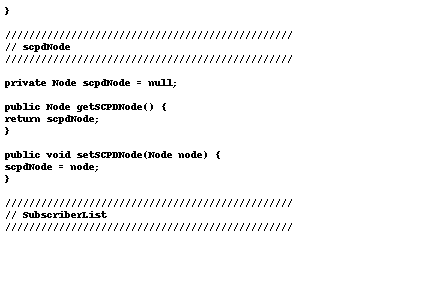 }

////////////////////////////////////////////////
// scpdNode
////////////////////////////////////////////////

private Node scpdNode = null;

public Node getSCPDNode() {
return scpdNode;
}

public void setSCPDNode(Node node) {
scpdNode = node;
}

////////////////////////////////////////////////
// SubscriberList
////////////////////////////////////////////////